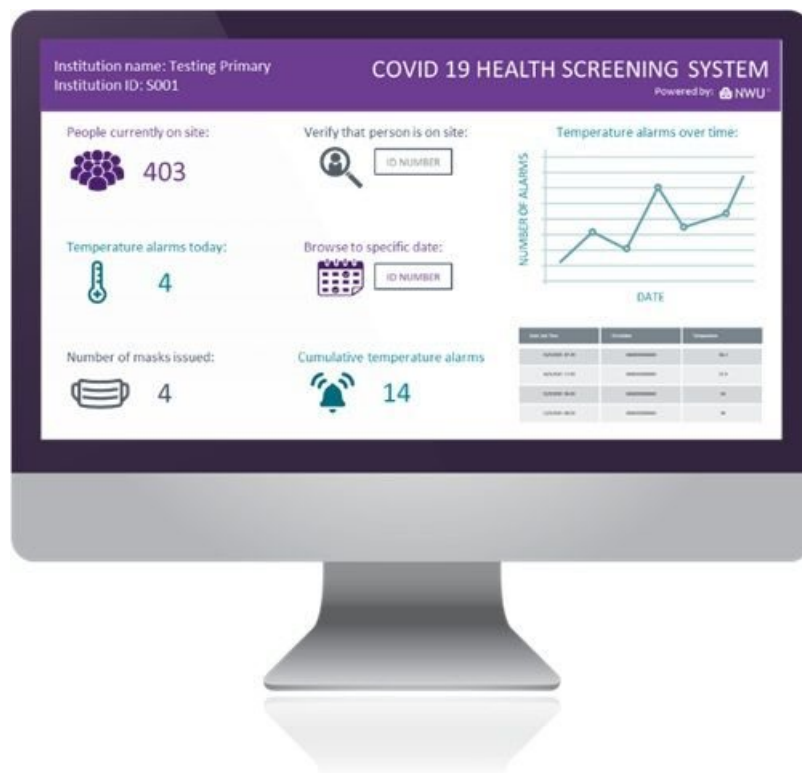 Institution name: Testing Primary
Institution ID: S001
COVID 19 HEALTH SCREENING SYSTEM
Powered by: NWU
People currently on site:
403
Verify that person is on site:
ID NUMBER
Temperature alarms over time:
NUMBER OF ALARMS
DATE
Temperature alarms today:
4
Browse to specific date:
ID NUMBER
Number of masks issued:
4
Cumulative temperature alarms
14